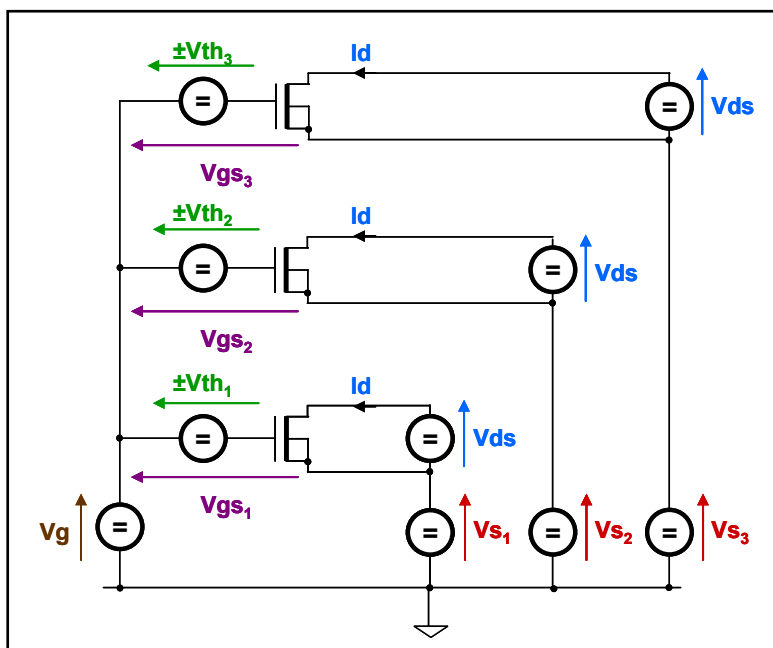 ±Vth₃
Id
=
=
Vds
Vgs₃
±Vth₂
Id
=
=
Vds
Vgs₂
±Vth₁
Id
=
=
Vds
Vgs₁
Vg
=
=
Vs₁
=
Vs₂
=
Vs₃